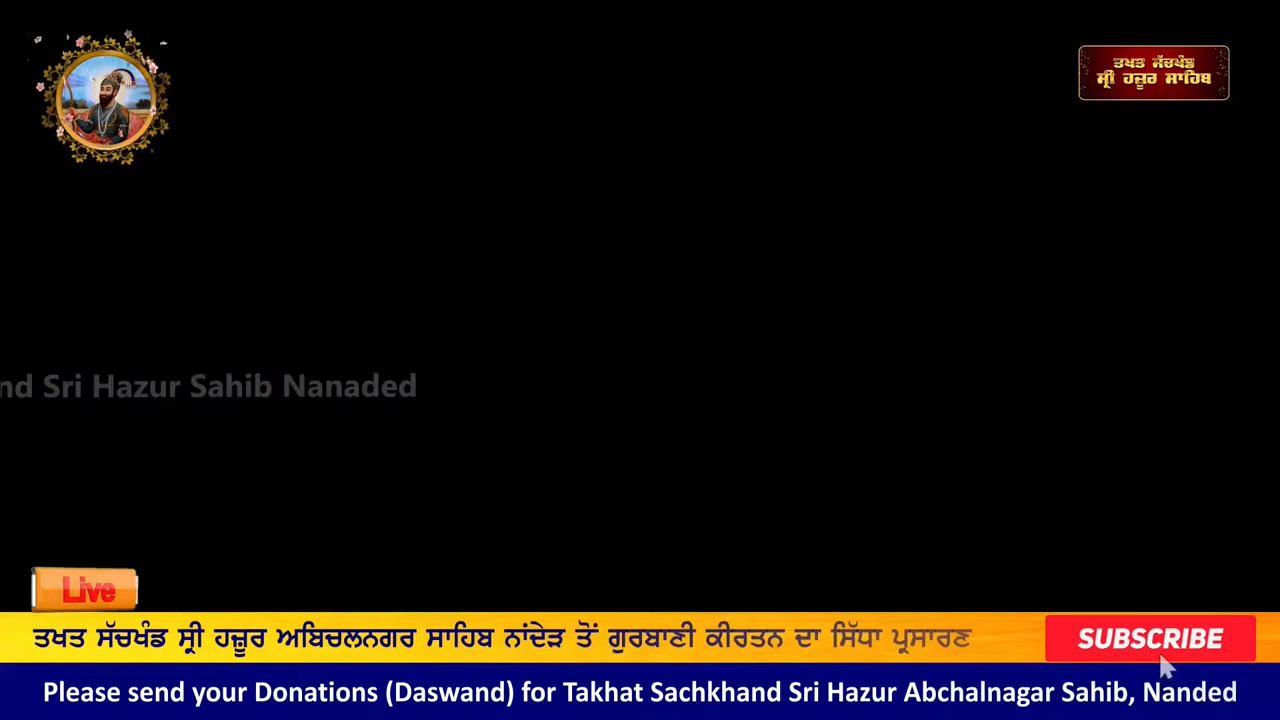 ਤਖਤ ਸੱਚਖੰਡ
ਸ੍ਰੀ ਹਜ਼ੂਰ ਸਾਹਿਬ
nd Sri Hazur Sahib Nanaded
Live
ਤਖਤ ਸੱਚਖੰਡ ਸ੍ਰੀ ਹਜ਼ੂਰ ਅਬਿਚਲਨਗਰ ਸਾਹਿਬ ਨਾਂਦੇੜ ਤੋਂ ਗੁਰਬਾਣੀ ਕੀਰਤਨ ਦਾ ਸਿੱਧਾ ਪ੍ਰਸਾਰਣ
SUBSCRIBE
Please send your Donations (Daswand) for Takhat Sachkhand Sri Hazur Abchalnagar Sahib, Nanded